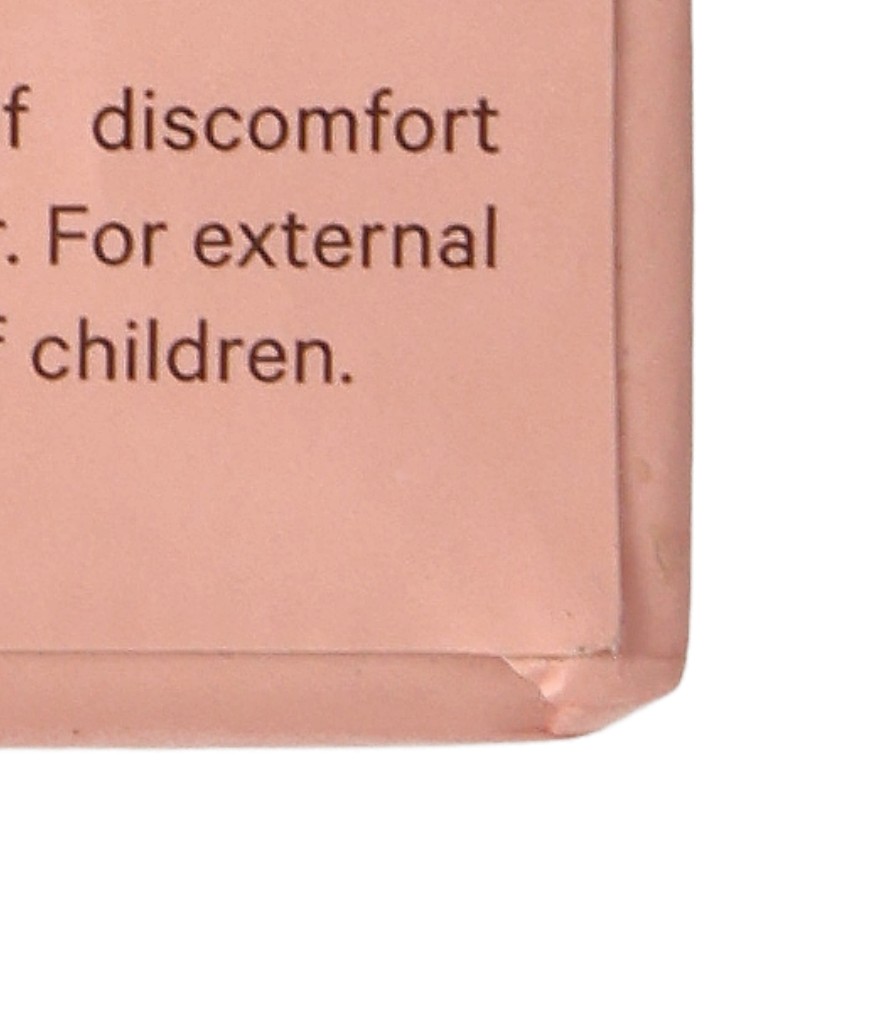 f discomfort
r. For external
f children.